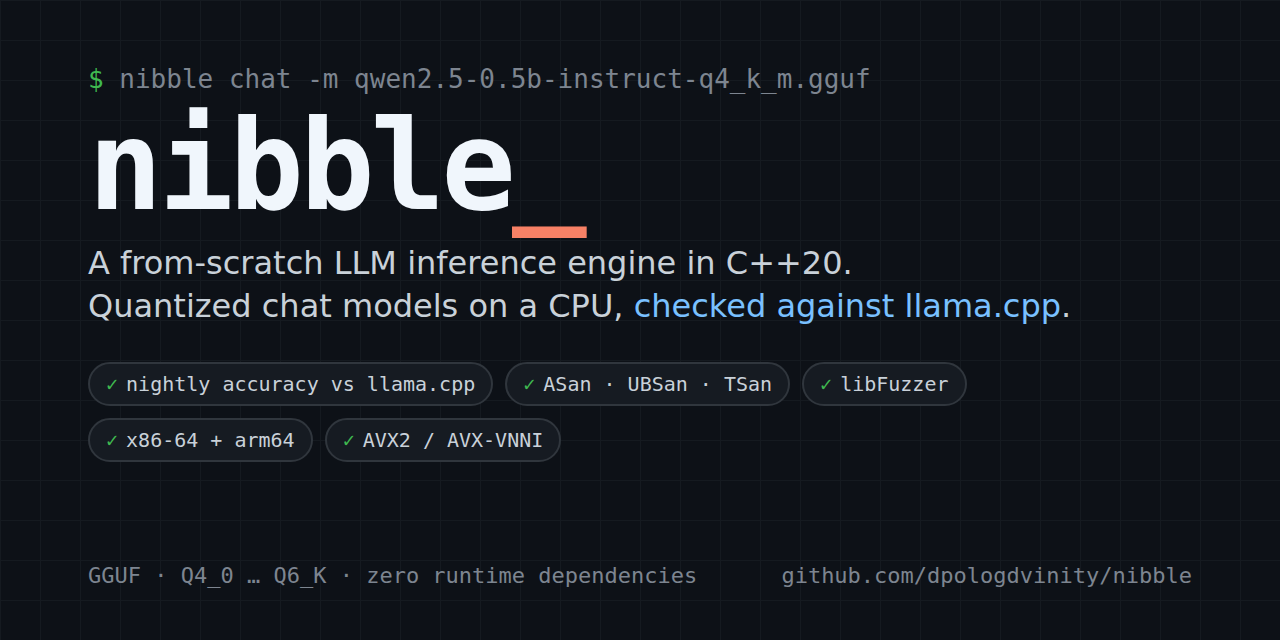 $ nibble chat -m qwen2.5-0.5b-instruct-q4_k_m.gguf
nibble_
A from-scratch LLM inference engine in C++20.
Quantized chat models on a CPU, checked against llama.cpp.
✓ nightly accuracy vs llama.cpp ✓ ASan · UBSan · TSan ✓ libFuzzer
✓ x86-64 + arm64 ✓ AVX2 / AVX-VNNI
GGUF · Q4_0 … Q6_K · zero runtime dependencies github.com/dpologdvinity/nibble